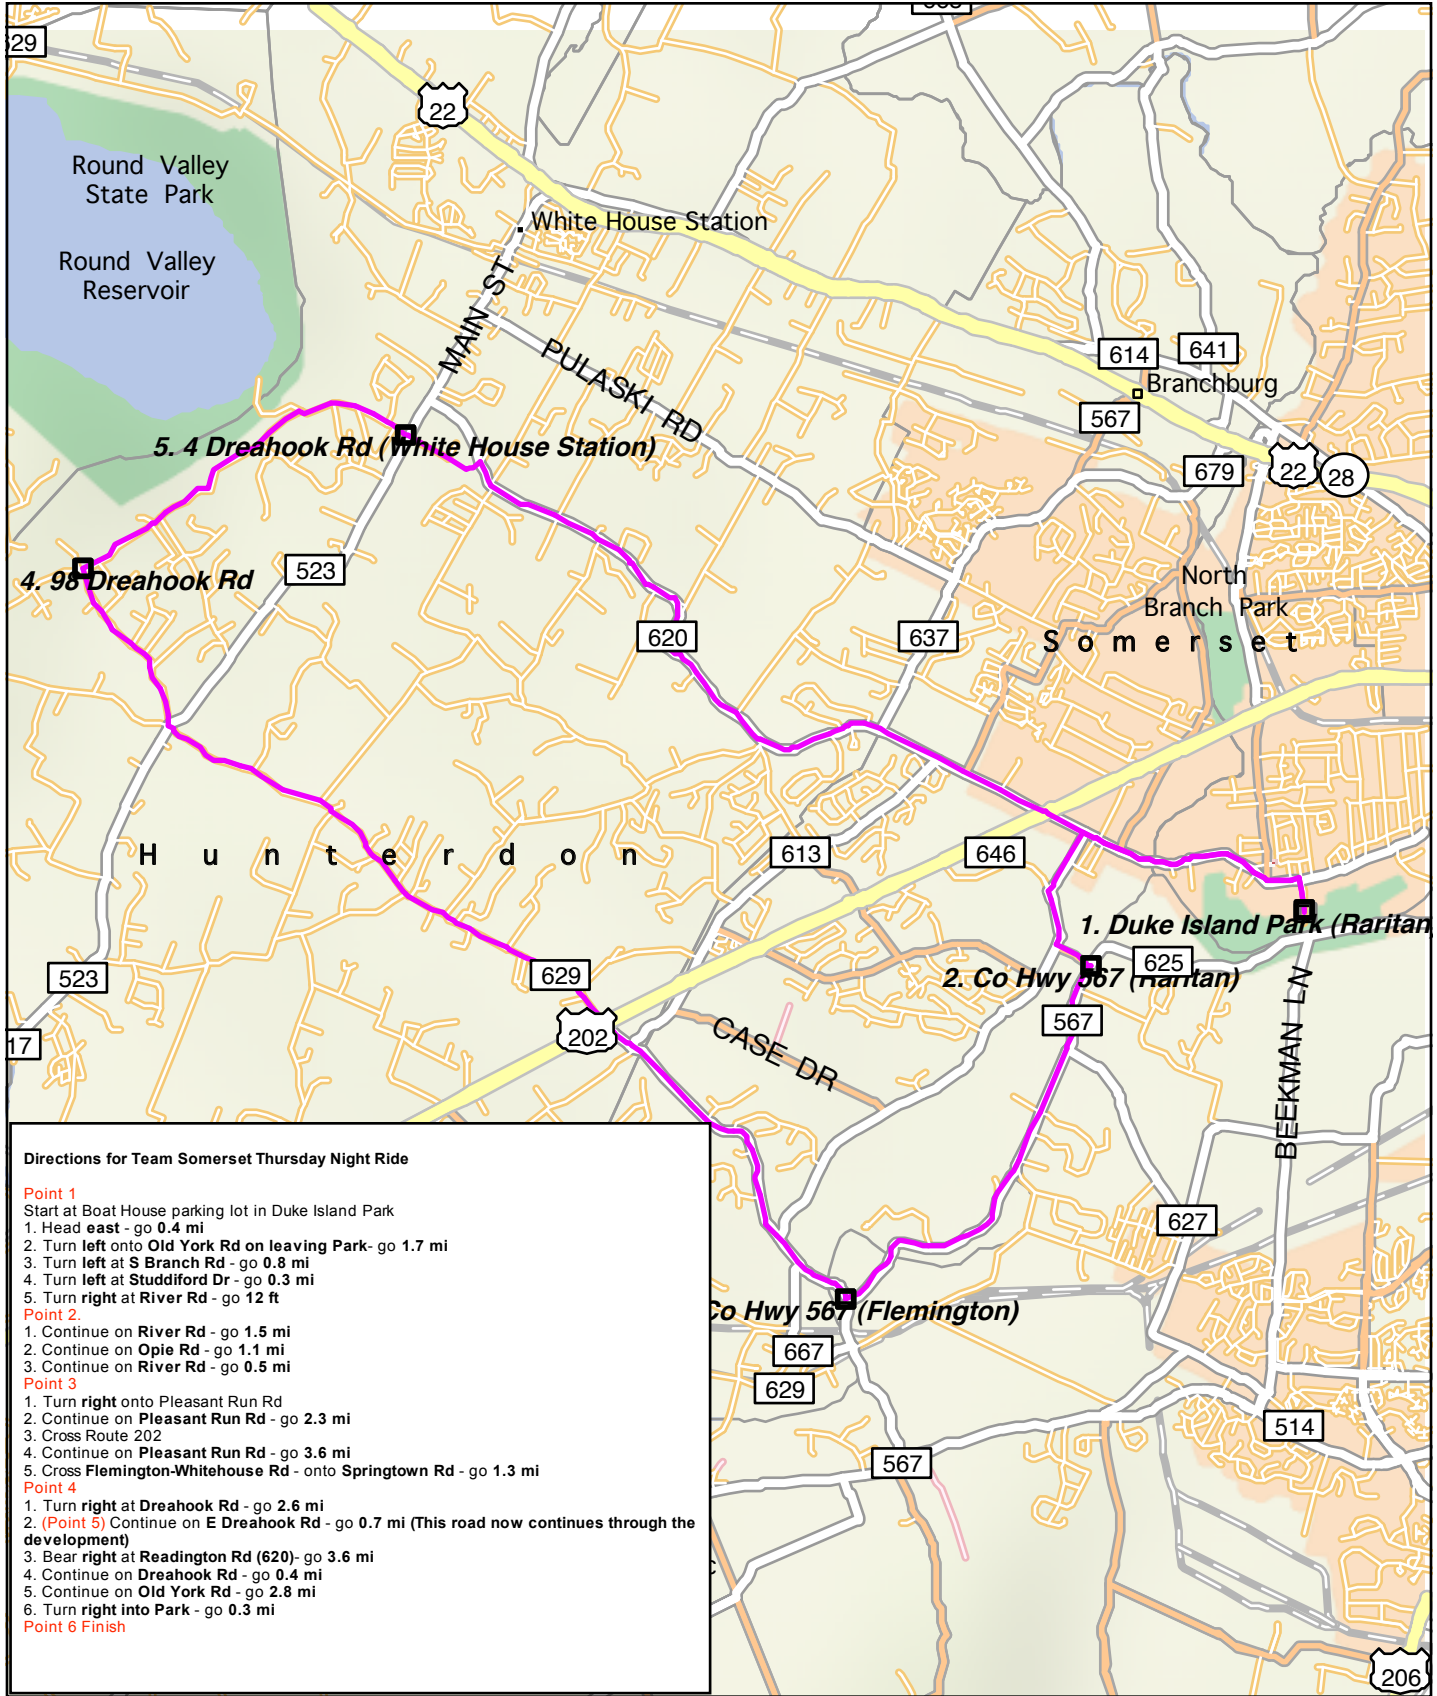 29
22
Round Valley
State Park
White House Station
Round Valley
Reservoir
MAIN ST
PULASKI RD
614
641
Branchburg
567
5. 4 Dreahook Rd (White House Station)
679
22
28
4. 98 Dreahook Rd
523
North
Branch Park
620
637
Somerset
Hunterdon
613
646
1. Duke Island Park (Raritan
523
629
2. Co Hwy 567 (Raritan)
625
567
17
202
CASE DR
BEEKMAN LN
627
Co Hwy 567 (Flemington)
667
629
514
567
206
Directions for Team Somerset Thursday Night Ride
Point 1
Start at Boat House parking lot in Duke Island Park
1. Head east - go 0.4 mi
2. Turn left onto Old York Rd on leaving Park- go 1.7 mi
3. Turn left at S Branch Rd - go 0.8 mi
4. Turn left at Studdiford Dr - go 0.3 mi
5. Turn right at River Rd - go 12 ft
Point 2.
1. Continue on River Rd - go 1.5 mi
2. Continue on Opie Rd - go 1.1 mi
3. Continue on River Rd - go 0.5 mi
Point 3
1. Turn right onto Pleasant Run Rd
2. Continue on Pleasant Run Rd - go 2.3 mi
3. Cross Route 202
4. Continue on Pleasant Run Rd - go 3.6 mi
5. Cross Flemington-Whitehouse Rd - onto Springtown Rd - go 1.3 mi
Point 4
1. Turn right at Dreahook Rd - go 2.6 mi
2. (Point 5) Continue on E Dreahook Rd - go 0.7 mi (This road now continues through the
development)
3. Bear right at Readington Rd (620)- go 3.6 mi
4. Continue on Dreahook Rd - go 0.4 mi
5. Continue on Old York Rd - go 2.8 mi
6. Turn right into Park - go 0.3 mi
Point 6 Finish